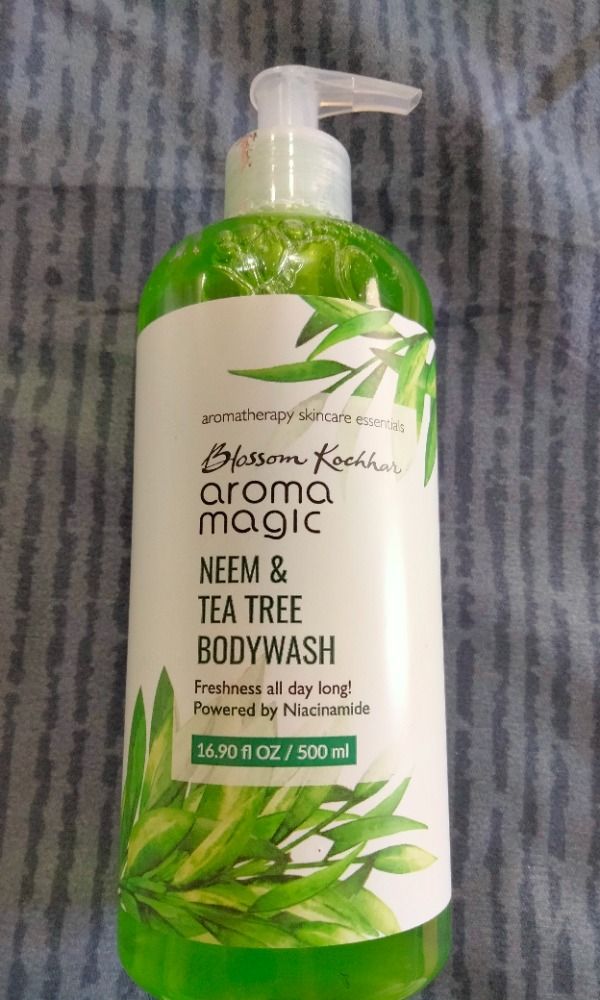 aromatherapy skincare essentials
Blossom Kochhar
aroma
magic
NEEM &
TEA TREE
BODYWASH
Freshness all day long!
Powered by Niacinamide
16.90 fl OZ / 500 ml